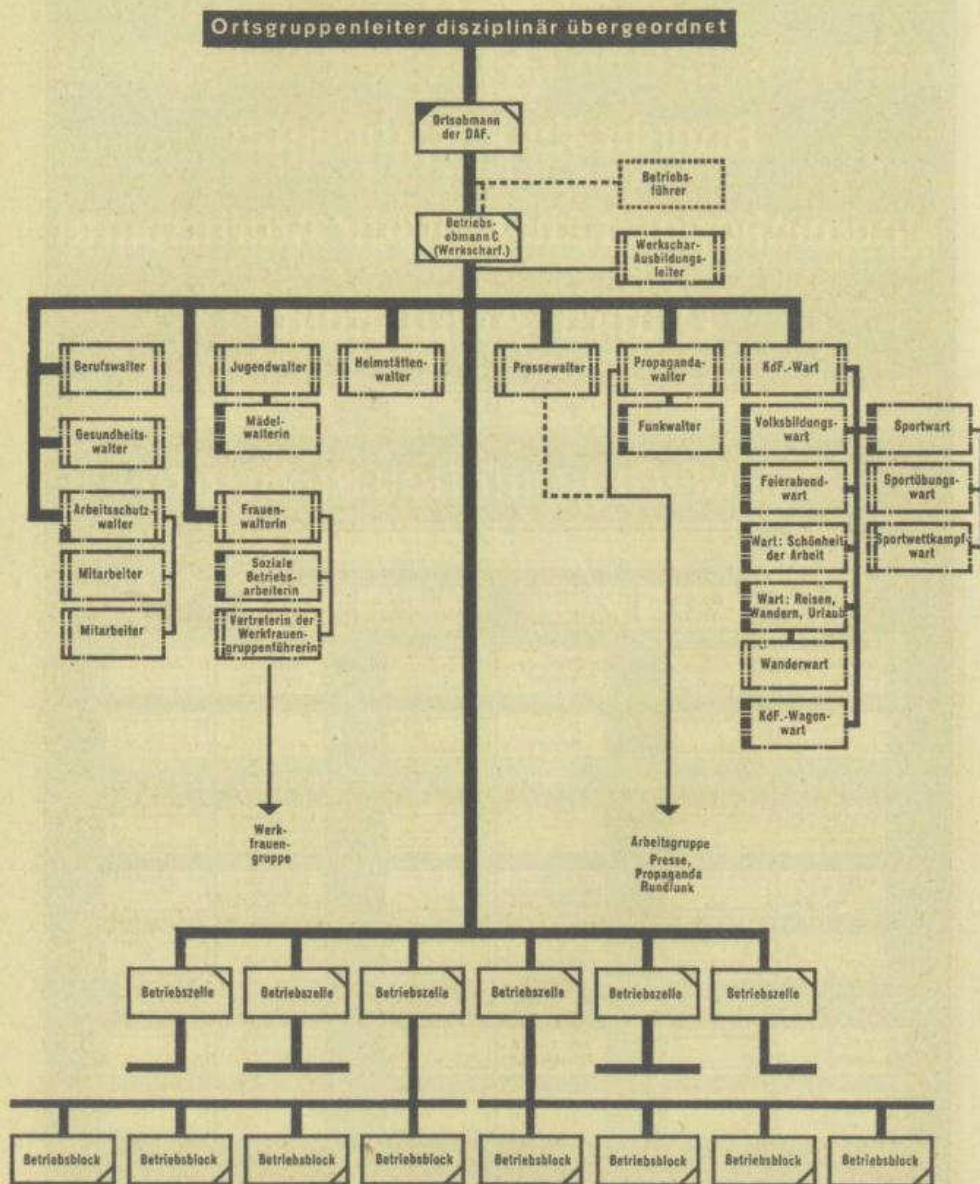 Ortsgruppenleiter disziplinär übergeordnet
Ortsobmann
der DAF.
Betriebs-
führer
Betriebs-
obmann C
(Werkscharf.)
Werkschar-
Ausbildungs-
leiter
Berufswalter
Jugendwalter
Heimstätten-
walter
Pressewalter
Propaganda-
walter
KdF.-Wart
Mädel-
walterin
Funkwalter
Volksbildungs-
wart
Sportwart
Gesundheits-
walter
Feierabend-
wart
Sportübungs-
wart
Arbeitsschutz-
walter
Frauen-
walterin
Wart: Schönheit
der Arbeit
Sportwettkampf-
wart
Mitarbeiter
Soziale
Betriebs-
arbeiterin
Wart: Reisen,
Wandern, Urlaub
Mitarbeiter
Vertreterin der
Werkfrauen-
gruppenführerin
Wanderwart
KdF.-Wagen-
wart
Werk-
frauen-
gruppe
Arbeitsgruppe
Presse,
Propaganda
Rundfunk
Betriebszelle
Betriebszelle
Betriebszelle
Betriebszelle
Betriebszelle
Betriebszelle
Betriebsblock
Betriebsblock
Betriebsblock
Betriebsblock
Betriebsblock
Betriebsblock
Betriebsblock
Betriebsblock